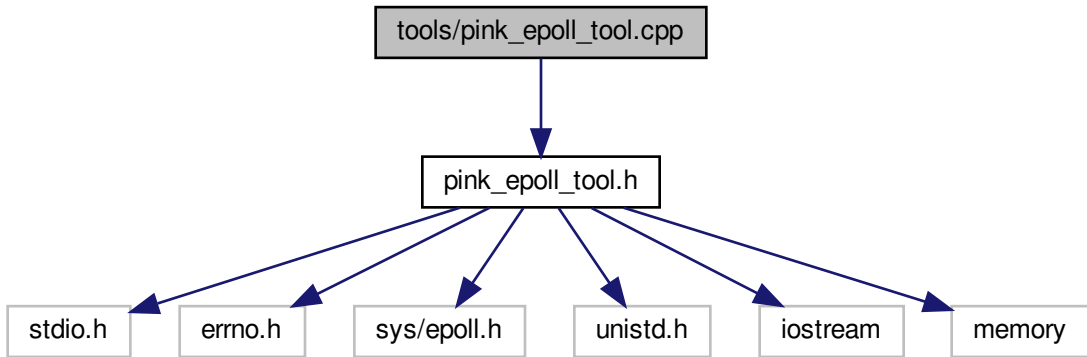 tools/pink_epoll_tool.cpp
pink_epoll_tool.h
stdio.h
errno.h
sys/epoll.h
unistd.h
iostream
memory